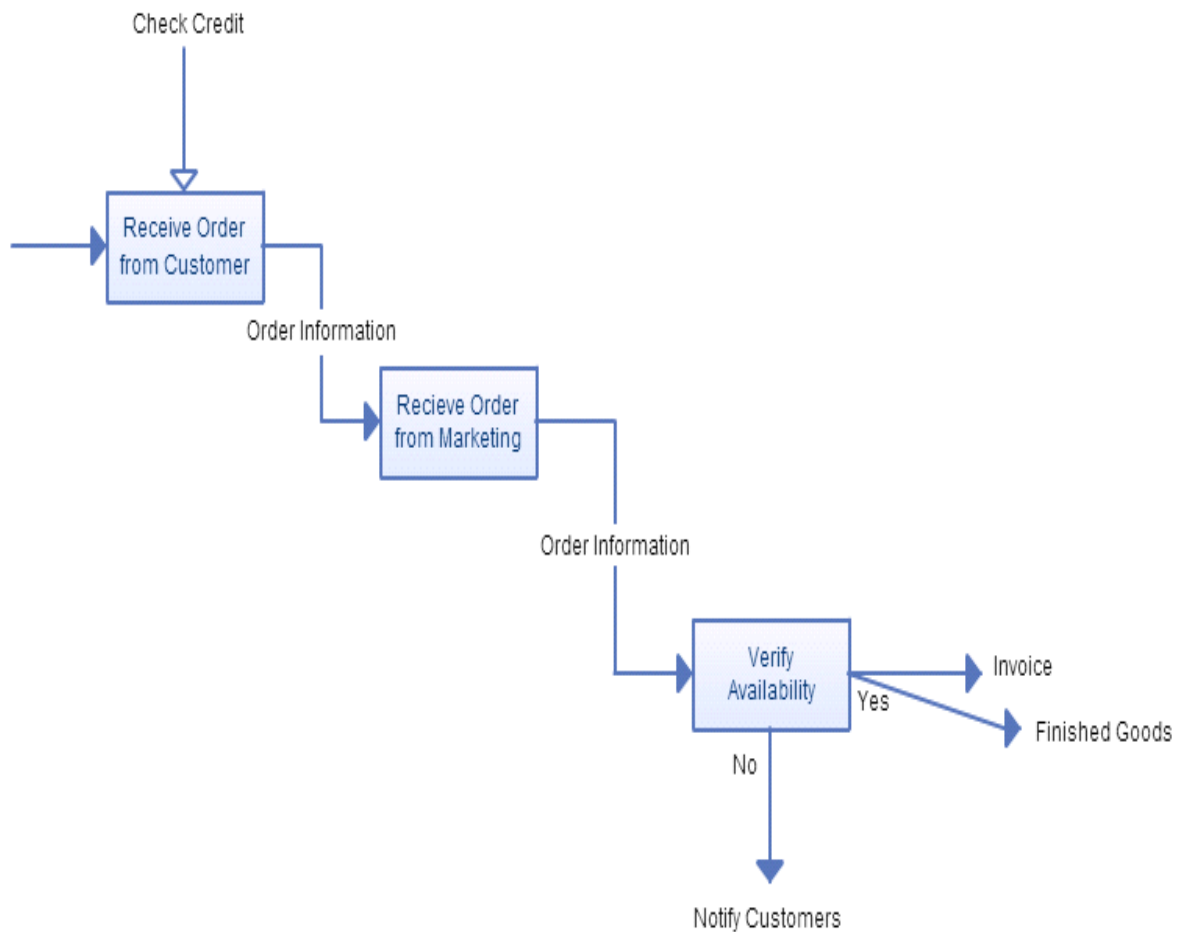 Check Credit
Receive Order
from Customer
Order Information
Recieve Order
from Marketing
Order Information
Verify
Availability
Invoice
Yes
Finished Goods
No
Notify Customers